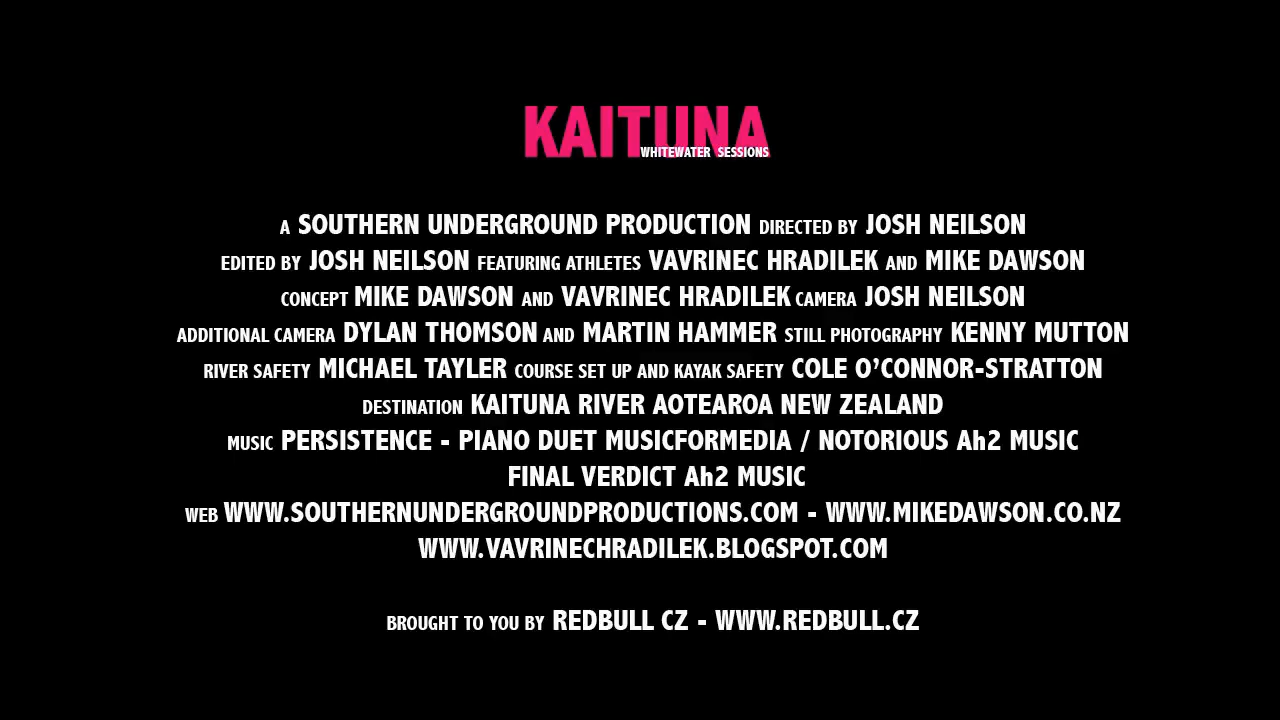 KAITUNA
WHITEWATER SESSIONS
A SOUTHERN UNDERGROUND PRODUCTION DIRECTED BY JOSH NEILSON
EDITED BY JOSH NEILSON FEATURING ATHLETES VAVRINEC HRADILEK AND MIKE DAWSON
CONCEPT MIKE DAWSON AND VAVRINEC HRADILEK CAMERA JOSH NEILSON
ADDITIONAL CAMERA DYLAN THOMSON AND MARTIN HAMMER STILL PHOTOGRAPHY KENNY MUTTON
RIVER SAFETY MICHAEL TAYLER COURSE SET UP AND KAYAK SAFETY COLE O'CONNOR-STRATTON
DESTINATION KAITUNA RIVER AOTEAROA NEW ZEALAND
MUSIC PERSISTENCE - PIANO DUET MUSICFORMEDIA / NOTORIOUS Ah2 MUSIC
FINAL VERDICT Ah2 MUSIC
WEB WWW.SOUTHERNUNDERGROUNDPRODUCTIONS.COM - WWW.MIKEDAWSON.CO.NZ
WWW.VAVRINECHRADILEK.BLOGSPOT.COM
BROUGHT TO YOU BY REDBULL CZ - WWW.REDBULL.CZ